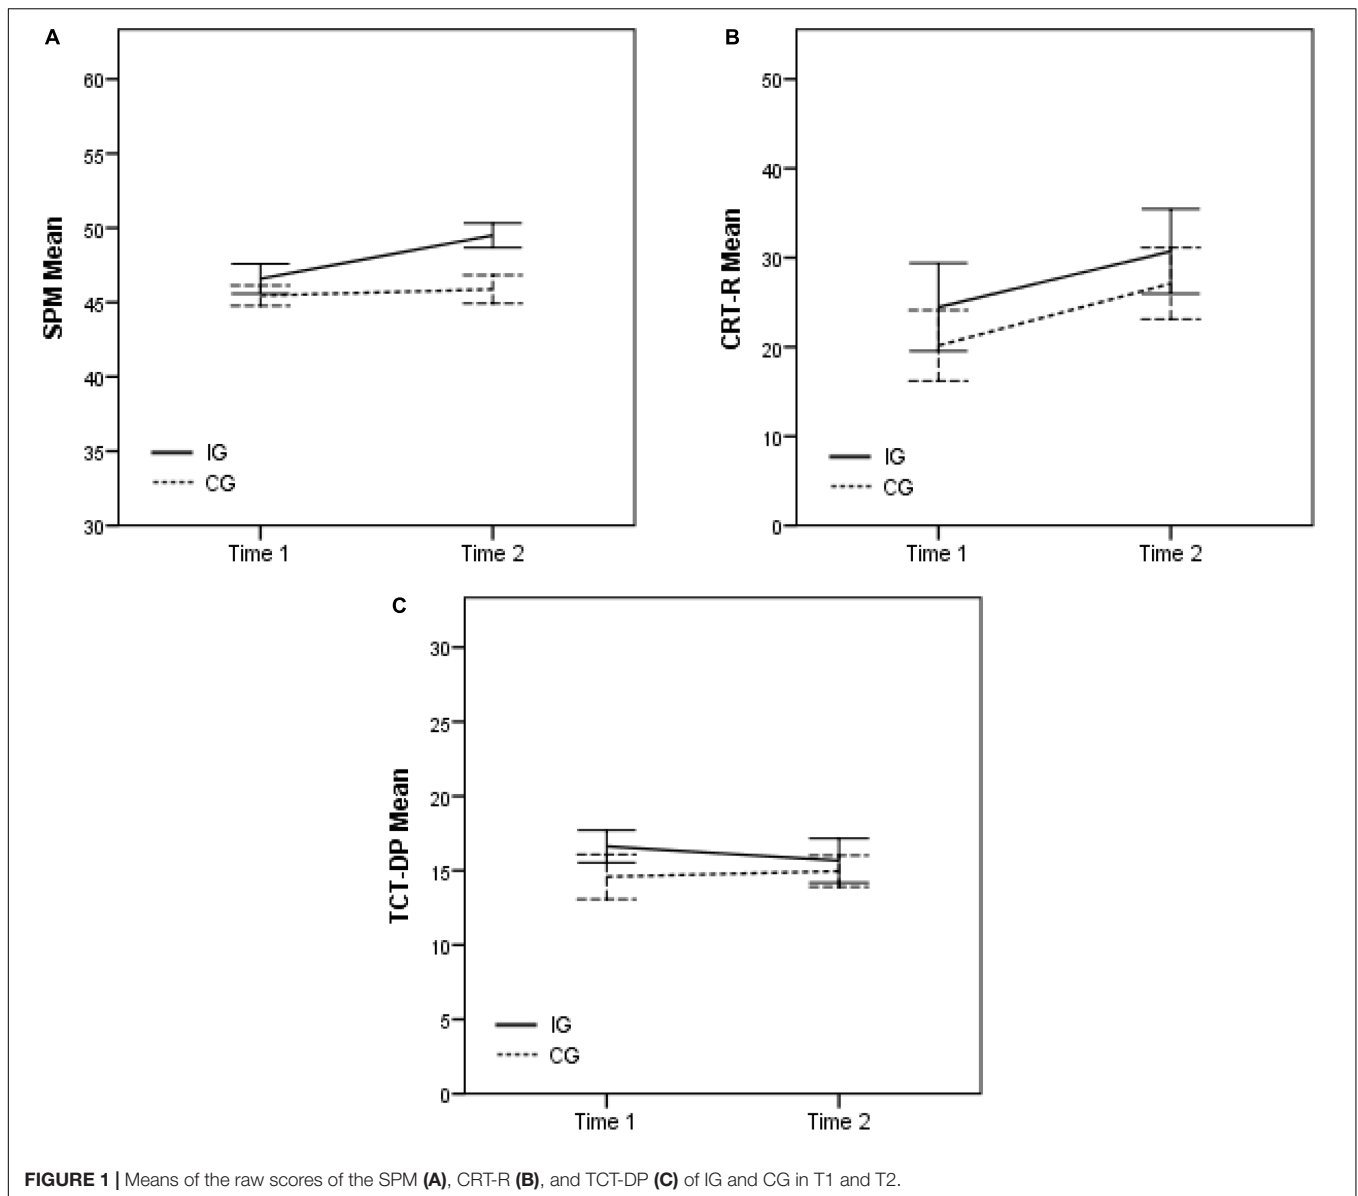 A
SPM Mean
60
55
50
45
40
35
30
IG
CG
Time 1 Time 2
B
CRT-R Mean
50
40
30
20
10
0
IG
CG
Time 1 Time 2
C
TCT-DP Mean
30
25
20
15
10
5
0
IG
CG
Time 1 Time 2
FIGURE 1 | Means of the raw scores of the SPM (A), CRT-R (B), and TCT-DP (C) of IG and CG in T1 and T2.